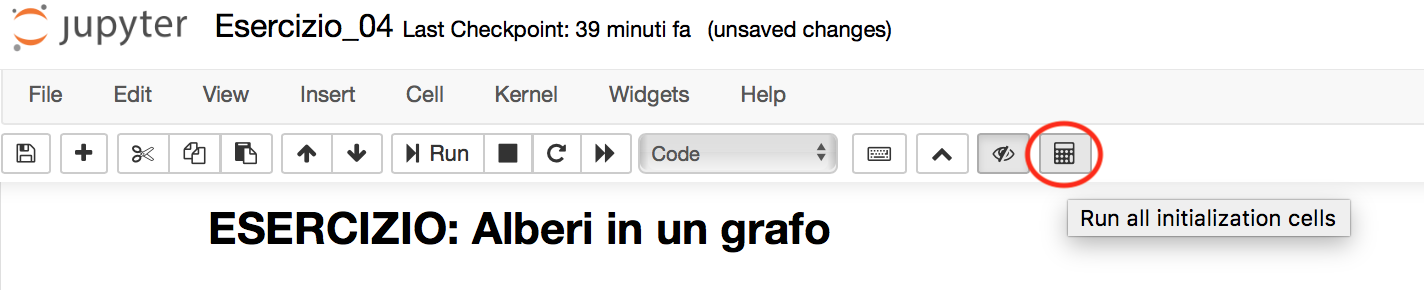 jupyter Esercizio_04 Last Checkpoint: 39 minuti fa (unsaved changes)
File Edit View Insert Cell Kernel Widgets Help
Run Code
ESERCIZIO: Alberi in un grafo
Run all initialization cells